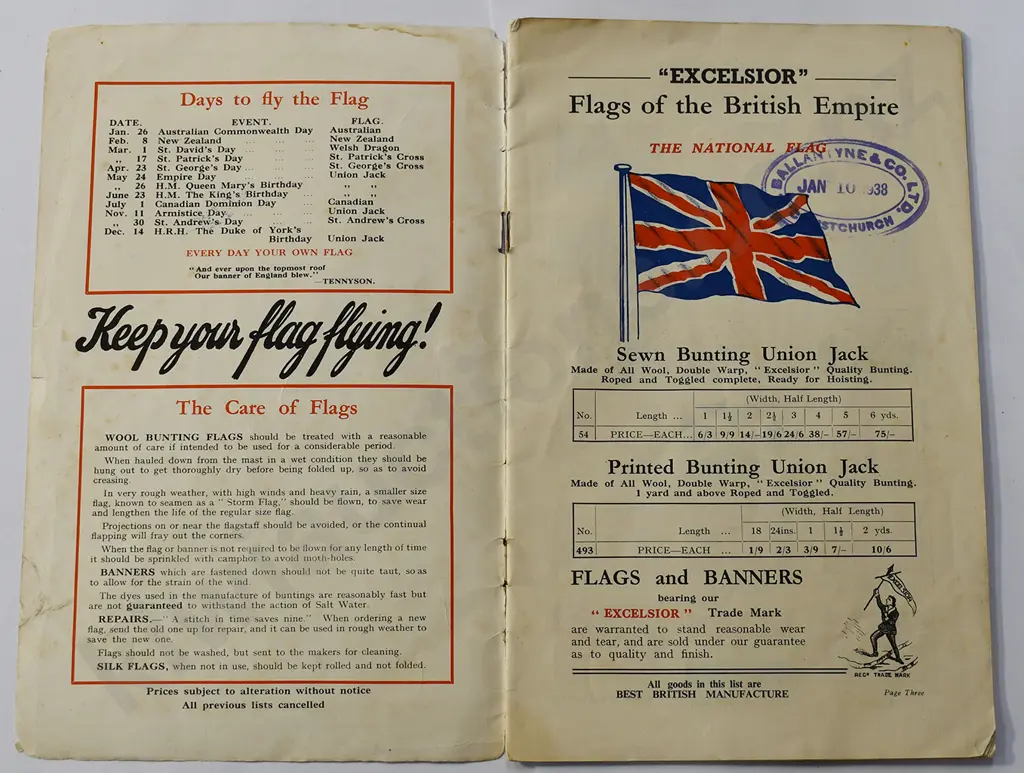 Days to fly the Flag
DATE. EVENT. FLAG.
Jan. 26 Australian Commonwealth Day Australian
Feb. 8 New Zealand ... ... ... New Zealand
Mar. 1 St. David's Day ... ... Welsh Dragon
„ 17 St. Patrick's Day ... ... St. Patrick's Cross
Apr. 23 St. George's Day ... ... St. George's Cross
May 24 Empire Day ... ... ... Union Jack
„ 26 H.M. Queen Mary's Birthday ... „ „
June 23 H.M. The King's Birthday ... „ „
July 1 Canadian Dominion Day ... Canadian
Nov. 11 Armistice Day ... ... Union Jack
„ 30 St. Andrew's Day ... ... St. Andrew's Cross
Dec. 14 H.R.H. The Duke of York's
Birthday Union Jack
EVERY DAY YOUR OWN FLAG
"And ever upon the topmost roof
Our banner of England blew."
—TENNYSON.
Keep your flag flying!
The Care of Flags
WOOL BUNTING FLAGS should be treated with a reasonable
amount of care if intended to be used for a considerable period.
When hauled down from the mast in a wet condition they should be
hung out to get thoroughly dry before being folded up, so as to avoid
creasing.
In very rough weather, with high winds and heavy rain, a smaller size
flag, known to seamen as a "Storm Flag," should be flown, to save wear
and lengthen the life of the regular size flag.
Projections on or near the flagstaff should be avoided, or the continual
flapping will fray out the corners.
When the flag or banner is not required to be flown for any length of time
it should be sprinkled with camphor to avoid moth-holes.
BANNERS which are fastened down should not be quite taut, so as
to allow for the strain of the wind.
The dyes used in the manufacture of buntings are reasonably fast but
are not guaranteed to withstand the action of Salt Water.
REPAIRS.—"A stitch in time saves nine." When ordering a new
flag, send the old one up for repair, and it can be used in rough weather to
save the new one.
Flags should not be washed, but sent to the makers for cleaning.
SILK FLAGS, when not in use, should be kept rolled and not folded.
Prices subject to alteration without notice
All previous lists cancelled
"EXCELSIOR"
Flags of the British Empire
THE NATIONAL FLAG
BALLANTYNE & CO. LTD.
JAN 10 1938
STCHURCH
Sewn Bunting Union Jack
Made of All Wool, Double Warp, "Excelsior" Quality Bunting.
Roped and Toggled complete, Ready for Hoisting.
(Width, Half Length)
No. Length ... 1 1½ 2 2½ 3 4 5 6 yds.
54 PRICE—EACH... 6/3 9/9 14/- 19/6 24/6 38/- 57/- 75/-
Printed Bunting Union Jack
Made of All Wool, Double Warp, "Excelsior" Quality Bunting.
1 yard and above Roped and Toggled.
(Width, Half Length)
No. Length ... 18 24ins. 1 1½ 2 yds.
493 PRICE—EACH ... 1/9 2/3 3/9 7/- 10/6
FLAGS and BANNERS
bearing our
"EXCELSIOR" Trade Mark
are warranted to stand reasonable wear
and tear, and are sold under our guarantee
as to quality and finish.
EXCELSIOR
REGD TRADE MARK
All goods in this list are
BEST BRITISH MANUFACTURE
Page Three